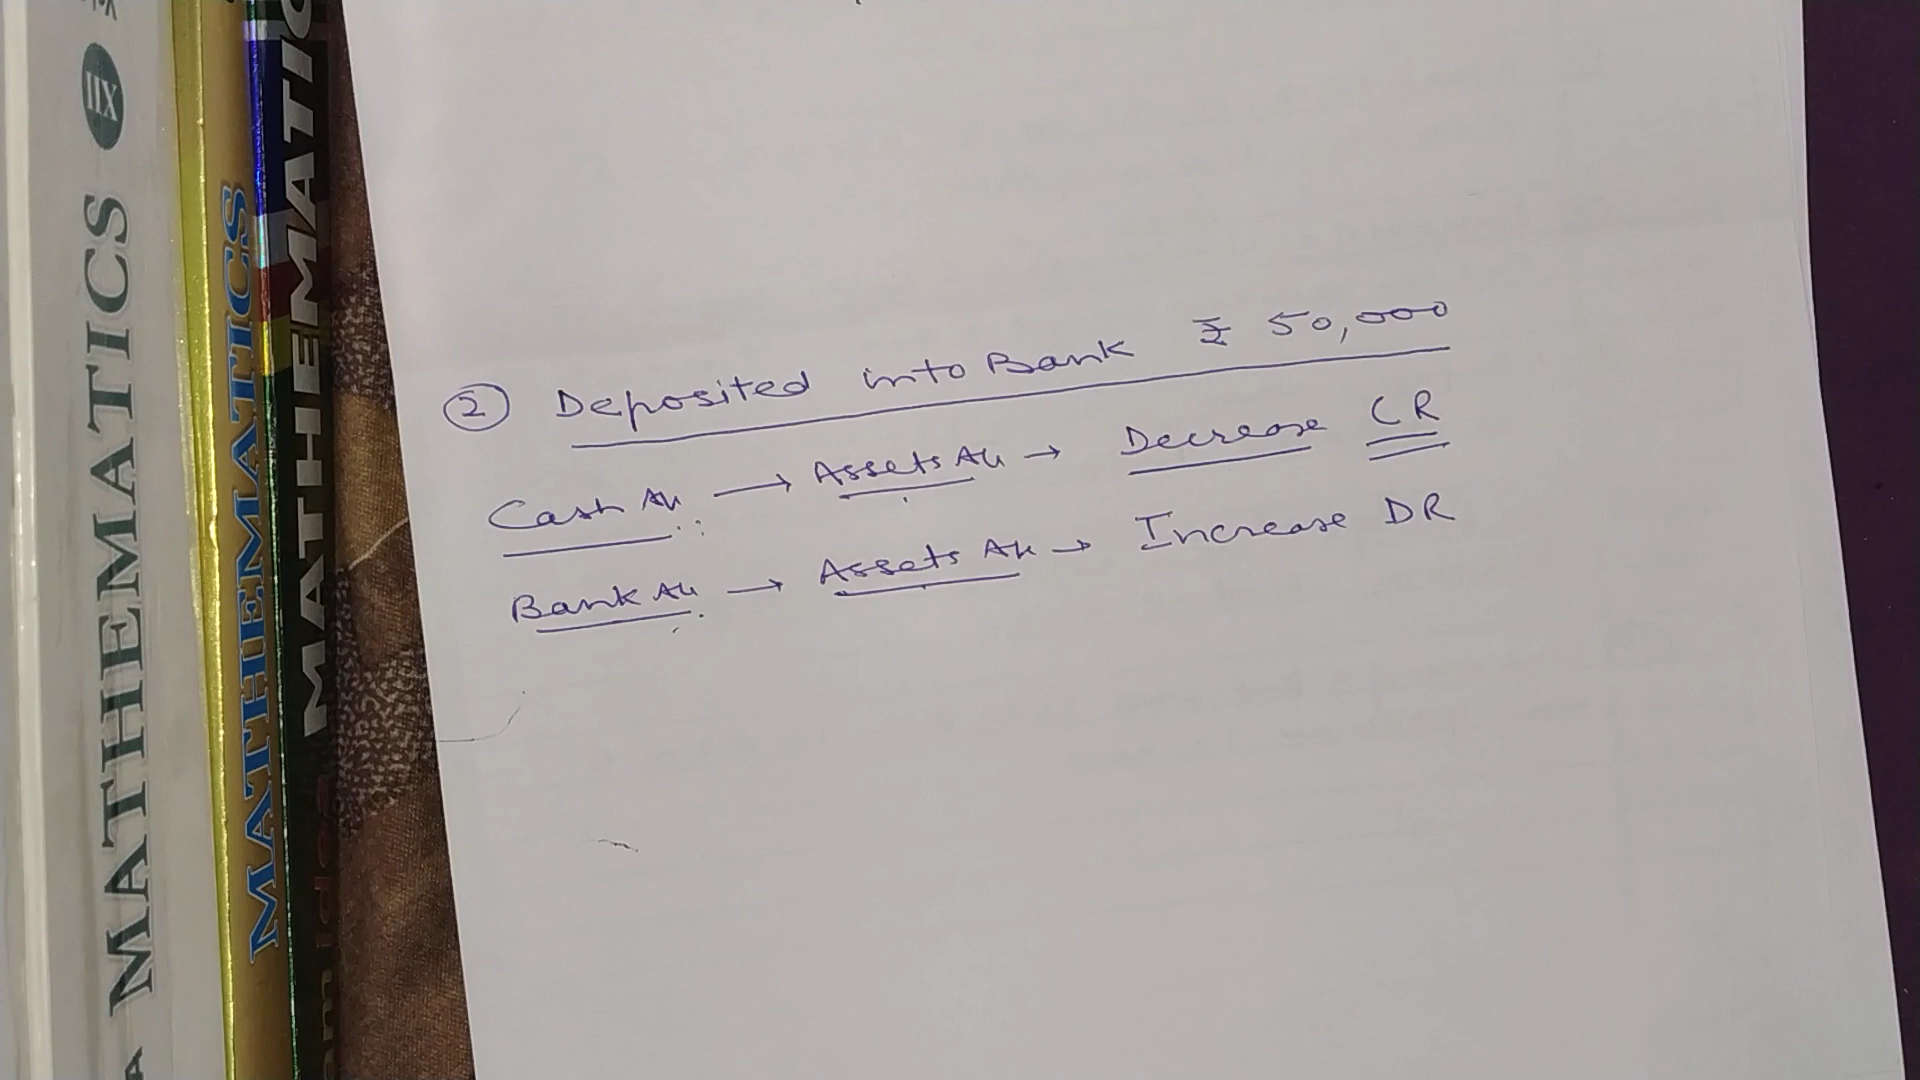 ② Deposited into Bank ₹ 50,000
Cash A/c → Assets A/c → Decrease CR
Bank A/c → Assets A/c → Increase DR
MATHEMATICS XII
MATHEMATICS
MATHEMATIC